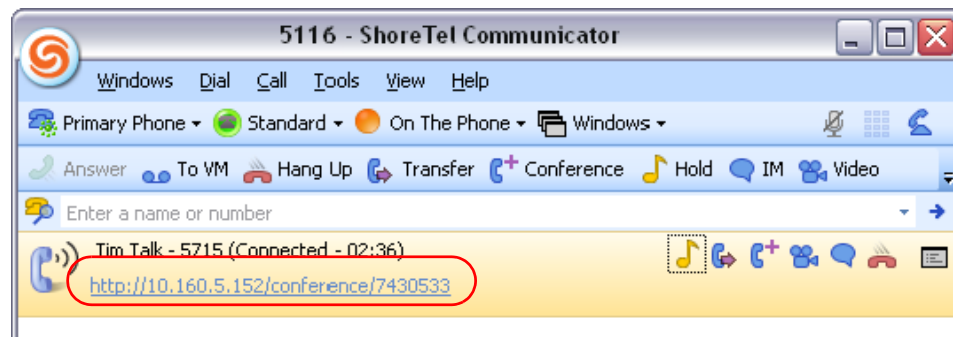 5116 - ShoreTel Communicator
Windows Dial Call Tools View Help
Primary Phone Standard On The Phone Windows
Answer To VM Hang Up Transfer Conference Hold IM Video
Enter a name or number
Tim Talk - 5715 (Connected - 02:36)
http://10.160.5.152/conference/7430533